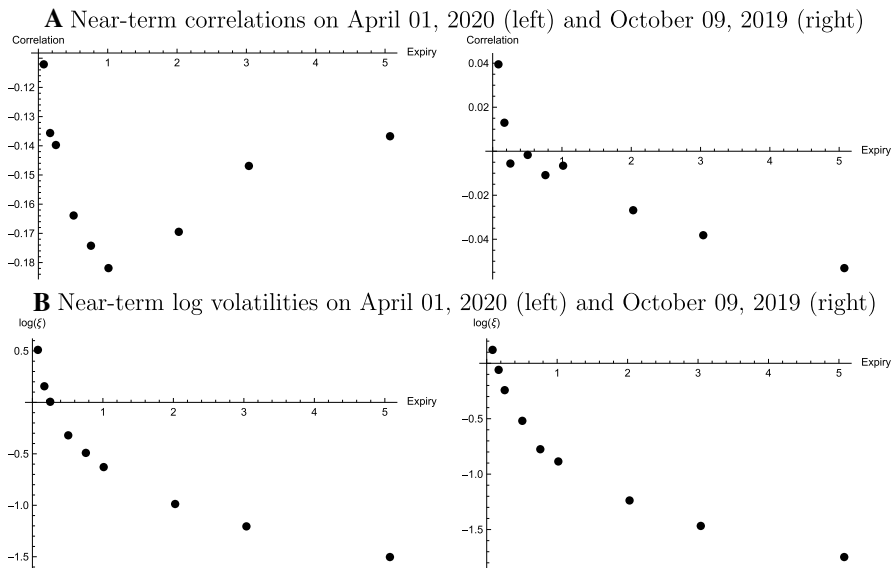 A Near-term correlations on April 01, 2020 (left) and October 09, 2019 (right)
Correlation
Expiry
1 2 3 4 5
−0.12
−0.13
−0.14
−0.15
−0.16
−0.17
−0.18
Correlation
0.04
0.02
Expiry
1 2 3 4 5
−0.02
−0.04
B Near-term log volatilities on April 01, 2020 (left) and October 09, 2019 (right)
log(ξ)
0.5
Expiry
1 2 3 4 5
−0.5
−1.0
−1.5
log(ξ)
Expiry
1 2 3 4 5
−0.5
−1.0
−1.5